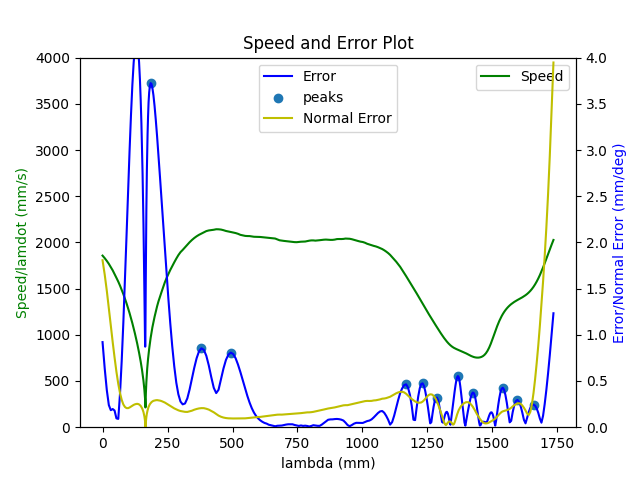 Speed and Error Plot
Error
peaks
Normal Error
Speed
4000
3500
3000
2500
2000
1500
1000
500
0
Speed/lamdot (mm/s)
4.0
3.5
3.0
2.5
2.0
1.5
1.0
0.5
0.0
Error/Normal Error (mm/deg)
0 250 500 750 1000 1250 1500 1750
lambda (mm)